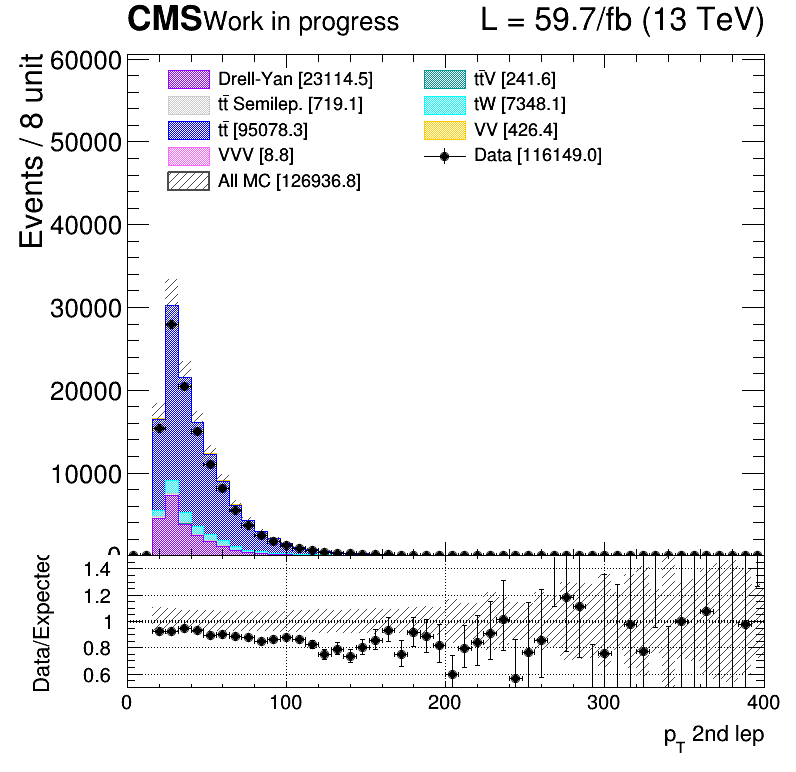 CMS Work in progress L = 59.7/fb (13 TeV)
Events / 8 unit
60000
50000
40000
30000
20000
10000
0
Drell-Yan [23114.5]
tt̄ Semilep. [719.1]
tt̄ [95078.3]
VVV [8.8]
All MC [126936.8]
tt̄V [241.6]
tW [7348.1]
VV [426.4]
Data [116149.0]
Data/Expected
1.4
1.2
1
0.8
0.6
0 100 200 300 400
p_T 2nd lep